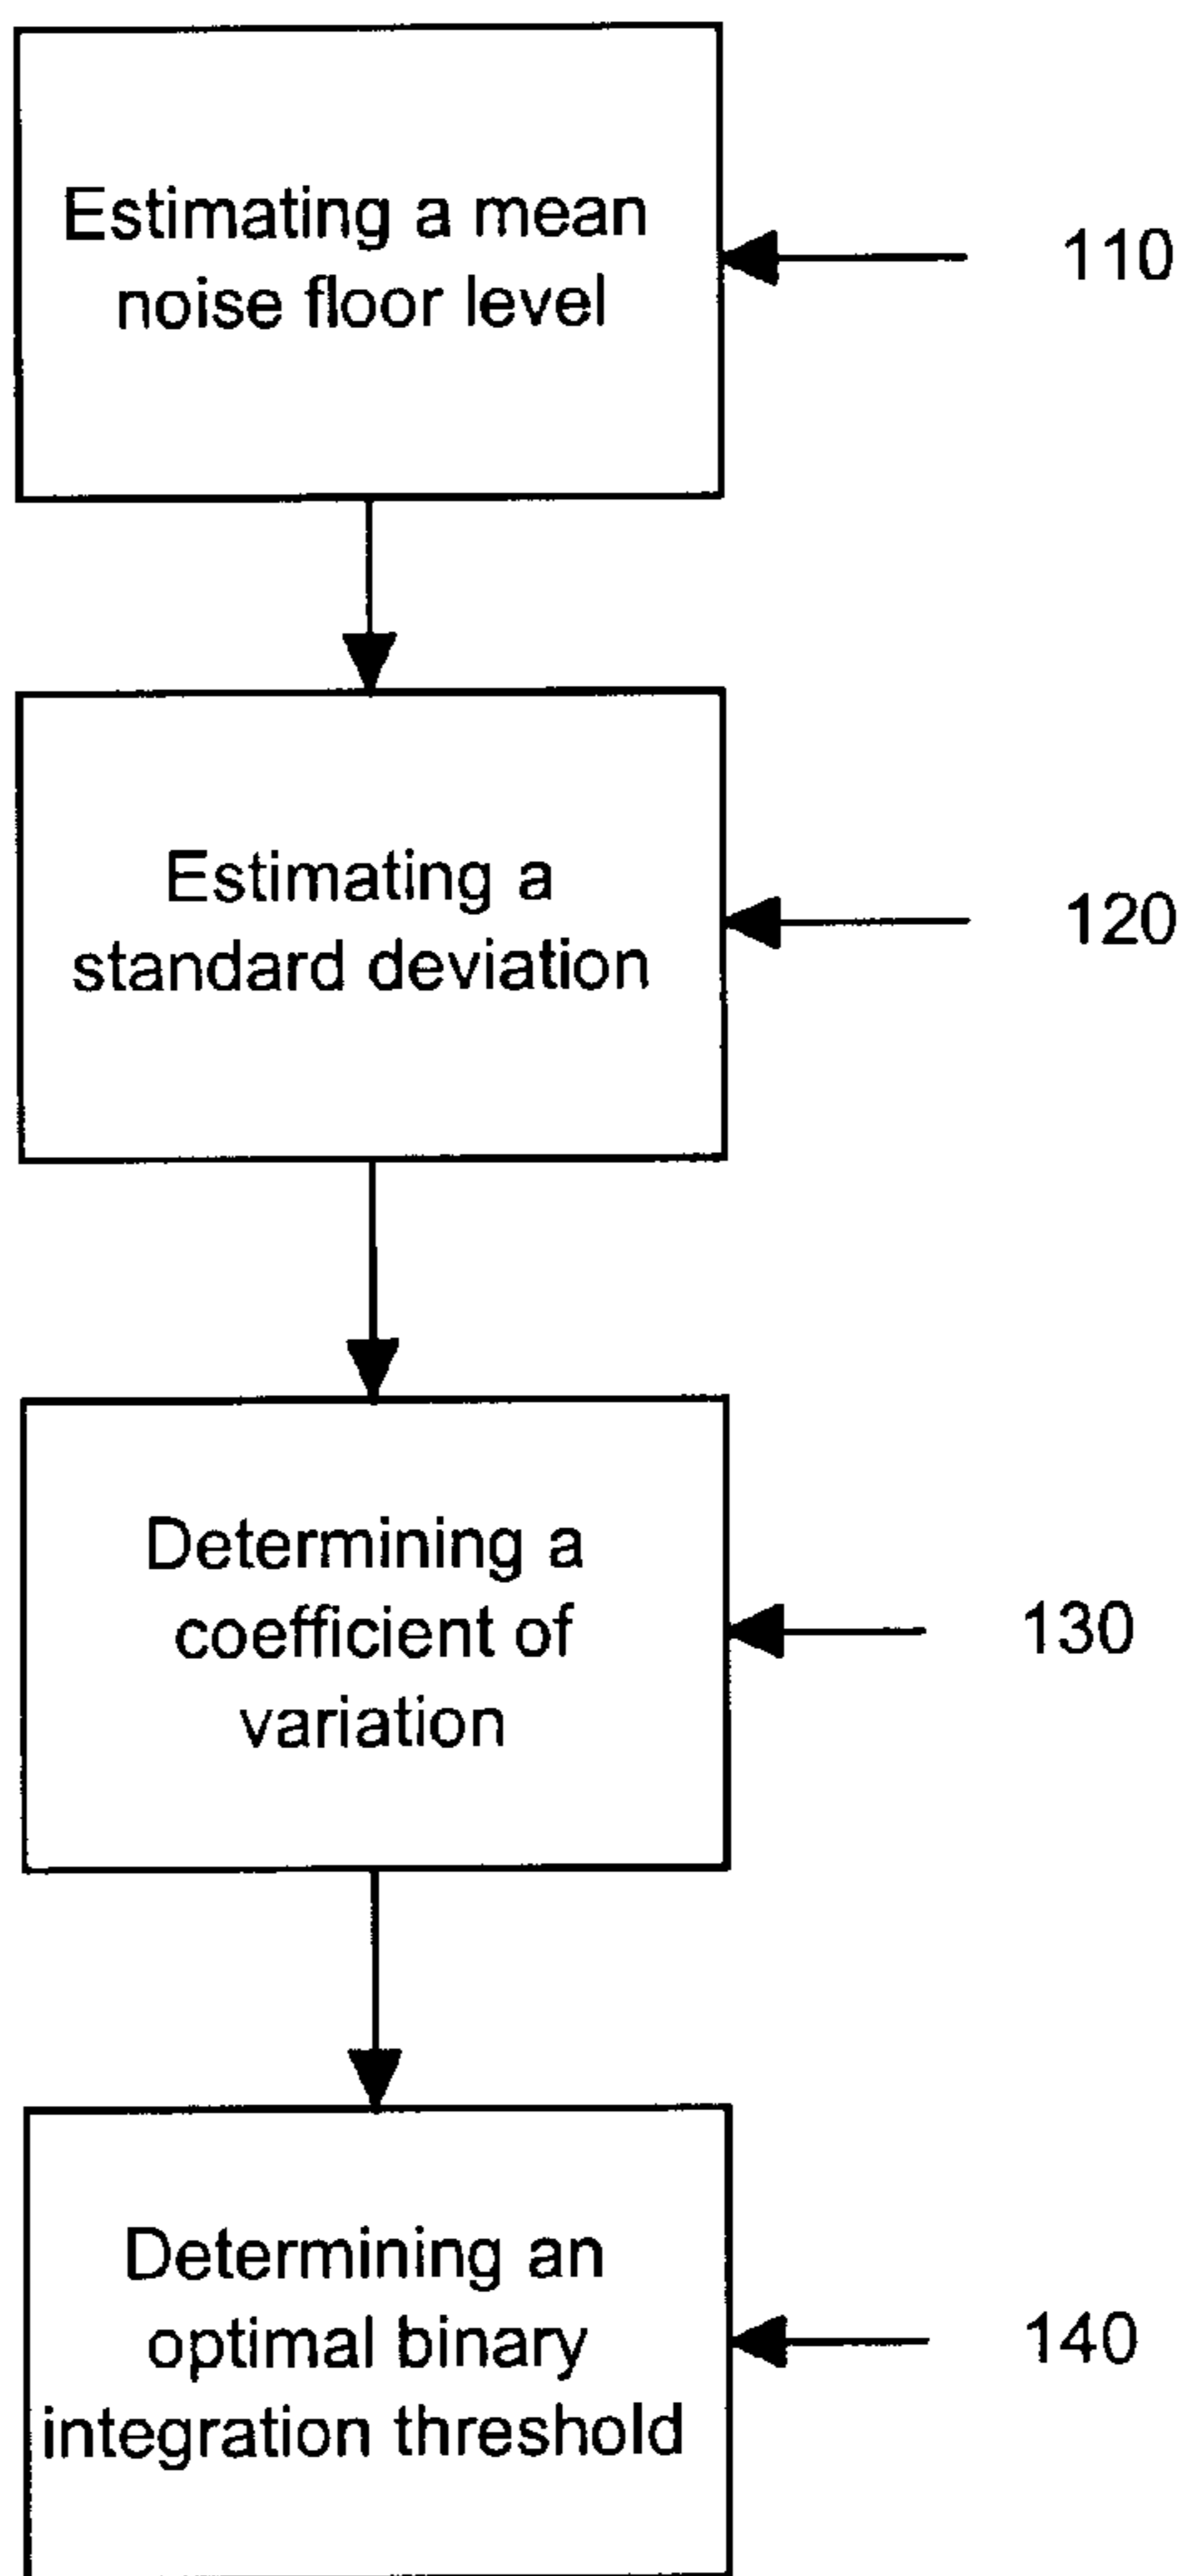 Estimating a mean
noise floor level
110
Estimating a
standard deviation
120
Determining a
coefficient of
variation
130
Determining an
optimal binary
integration threshold
140